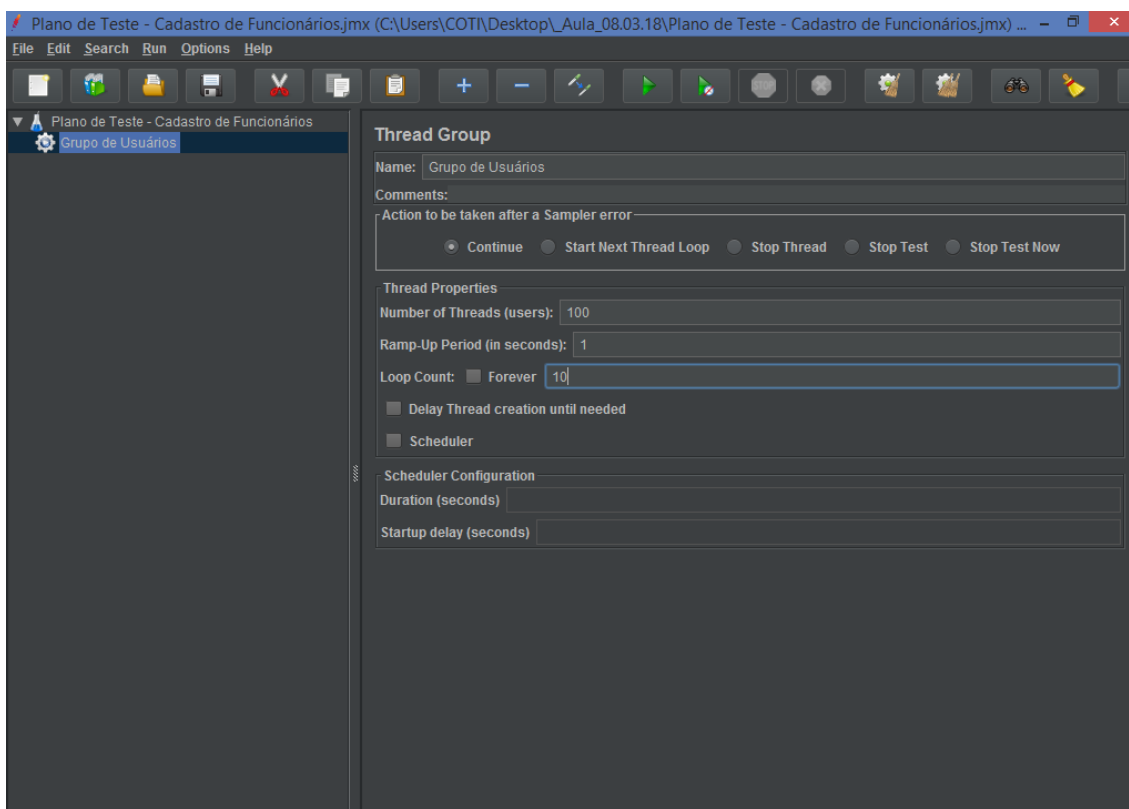 Plano de Teste - Cadastro de Funcionários.jmx (C:\Users\COTI\Desktop\_Aula_08.03.18\Plano de Teste - Cadastro de Funcionários.jmx) ...
File Edit Search Run Options Help
STOP
Plano de Teste - Cadastro de Funcionários
Grupo de Usuários
Thread Group
Name: Grupo de Usuários
Comments:
Action to be taken after a Sampler error
Continue Start Next Thread Loop Stop Thread Stop Test Stop Test Now
Thread Properties
Number of Threads (users): 100
Ramp-Up Period (in seconds): 1
Loop Count: Forever 10
Delay Thread creation until needed
Scheduler
Scheduler Configuration
Duration (seconds)
Startup delay (seconds)